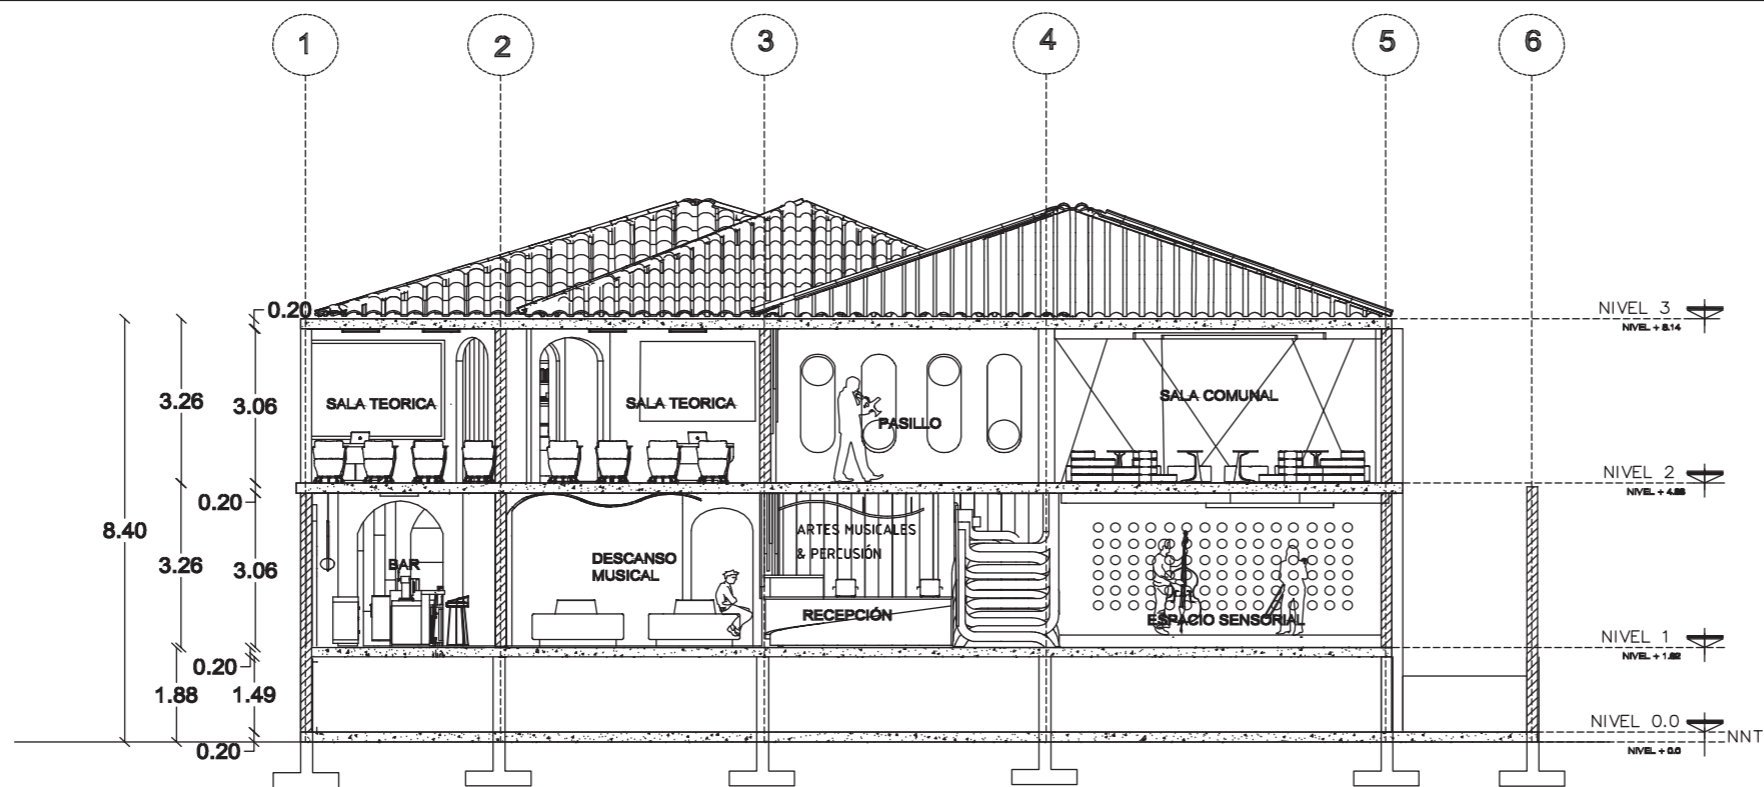 1
2
3
4
5
6
0.20
NIVEL 3
NIVEL + 8.14
3.26
3.06
SALA TEORICA
SALA TEORICA
PASILLO
SALA COMUNAL
NIVEL 2
0.20
8.40
3.26
3.06
BAR
DESCANSO
MUSICAL
ARTES MUSICALES
& PERCUSIÓN
RECEPCIÓN
ESPACIO SENSORIAL
NIVEL 1
0.20
1.88
1.49
0.20
NIVEL 0.0
NNT
NIVEL + 0.0